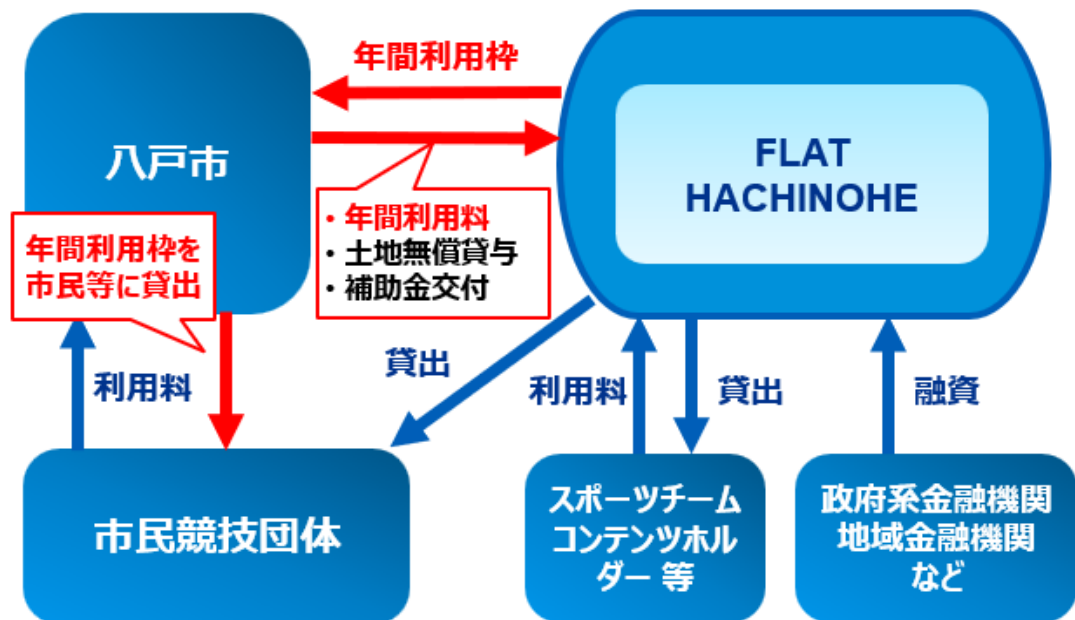 年間利用枠
八戸市
FLAT
HACHINOHE
・年間利用料
・土地無償貸与
・補助金交付
年間利用枠を
市民等に貸出
利用料
貸出
利用料
貸出
融資
市民競技団体
スポーツチーム
コンテンツホル
ダー 等
政府系金融機関
地域金融機関
など